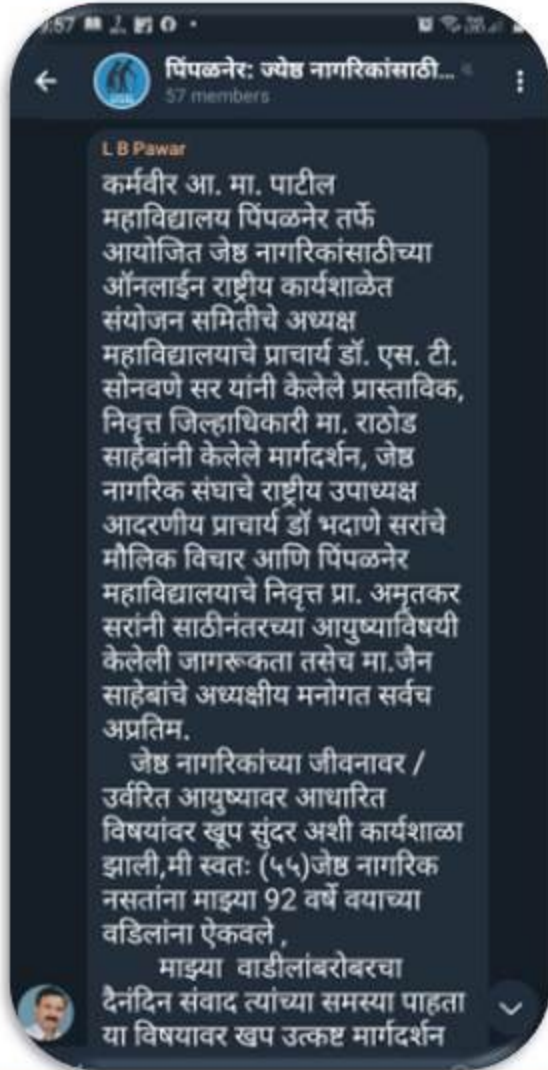 :57
पिंपळनेर: ज्येष्ठ नागरिकांसाठी...
57 members
L B Pawar
कर्मवीर आ. मा. पाटील
महाविद्यालय पिंपळनेर तर्फे
आयोजित जेष्ठ नागरिकांसाठीच्या
ऑनलाईन राष्ट्रीय कार्यशाळेत
संयोजन समितीचे अध्यक्ष
महाविद्यालयाचे प्राचार्य डॉ. एस. टी.
सोनवणे सर यांनी केलेले प्रास्ताविक,
निवृत्त जिल्हाधिकारी मा. राठोड
साहेबांनी केलेले मार्गदर्शन, जेष्ठ
नागरिक संघाचे राष्ट्रीय उपाध्यक्ष
आदरणीय प्राचार्य डॉ भदाणे सरांचे
मौलिक विचार आणि पिंपळनेर
महाविद्यालयाचे निवृत्त प्रा. अमृतकर
सरांनी साठीनंतरच्या आयुष्याविषयी
केलेली जागरूकता तसेच मा.जैन
साहेबांचे अध्यक्षीय मनोगत सर्वच
अप्रतिम.
जेष्ठ नागरिकांच्या जीवनावर /
उर्वरित आयुष्यावर आधारित
विषयांवर खूप सुंदर अशी कार्यशाळा
झाली,मी स्वतः (५५)जेष्ठ नागरिक
नसतांना माझ्या 92 वर्षे वयाच्या
वडिलांना ऐकवले ,
माझ्या वाडीलांबरोबरचा
दैनंदिन संवाद त्यांच्या समस्या पाहता
या विषयावर खूप उत्कृष्ट मार्गदर्शन